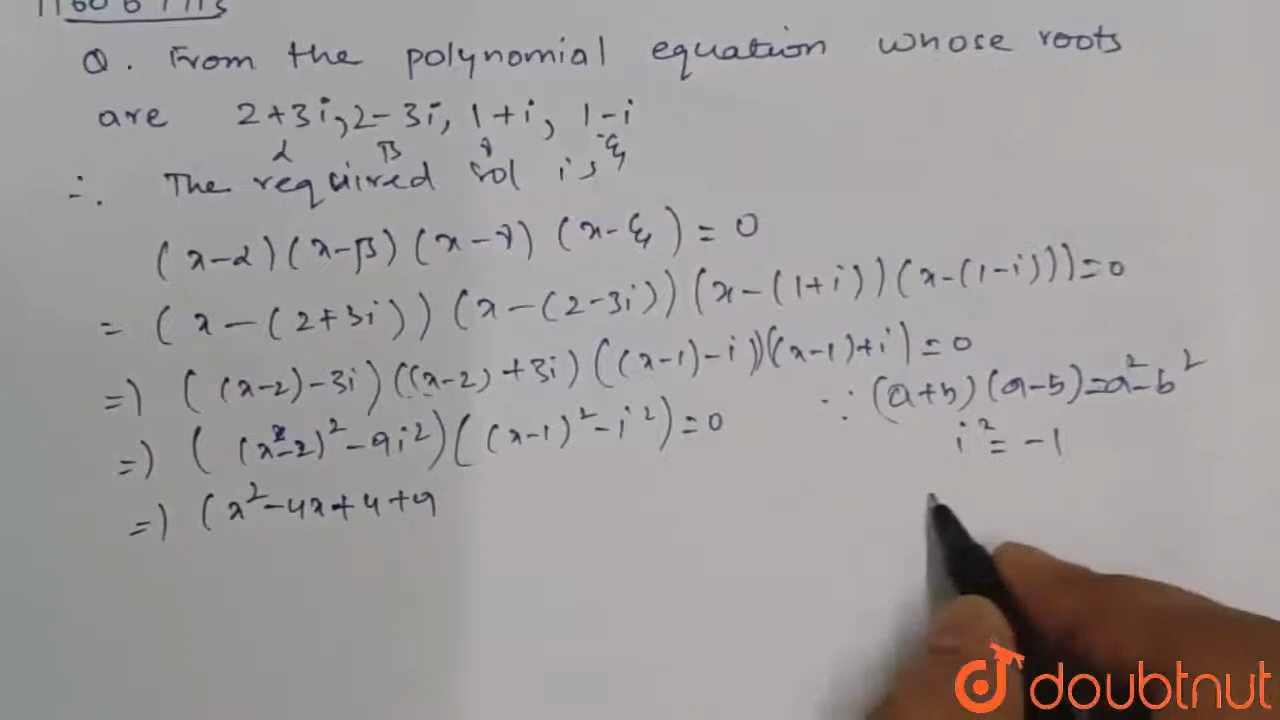 Q. From the polynomial equation whose roots
are 2+3i, 2-3i, 1+i, 1-i
α β γ ξ
∴ The required sol is
(x-α)(x-β)(x-γ)(x-ξ)=0
= (x-(2+3i))(x-(2-3i))(x-(1+i))(x-(1-i)))=0
=) ((x-2)-3i)((x-2)+3i)((x-1)-i)((x-1)+i)=0
∵ (a+b)(a-b)=a²-b²
=) ((x-2)²-9i²)((x-1)²-i²)=0
i²=-1
=) (x²-4x+4+9
doubtnut